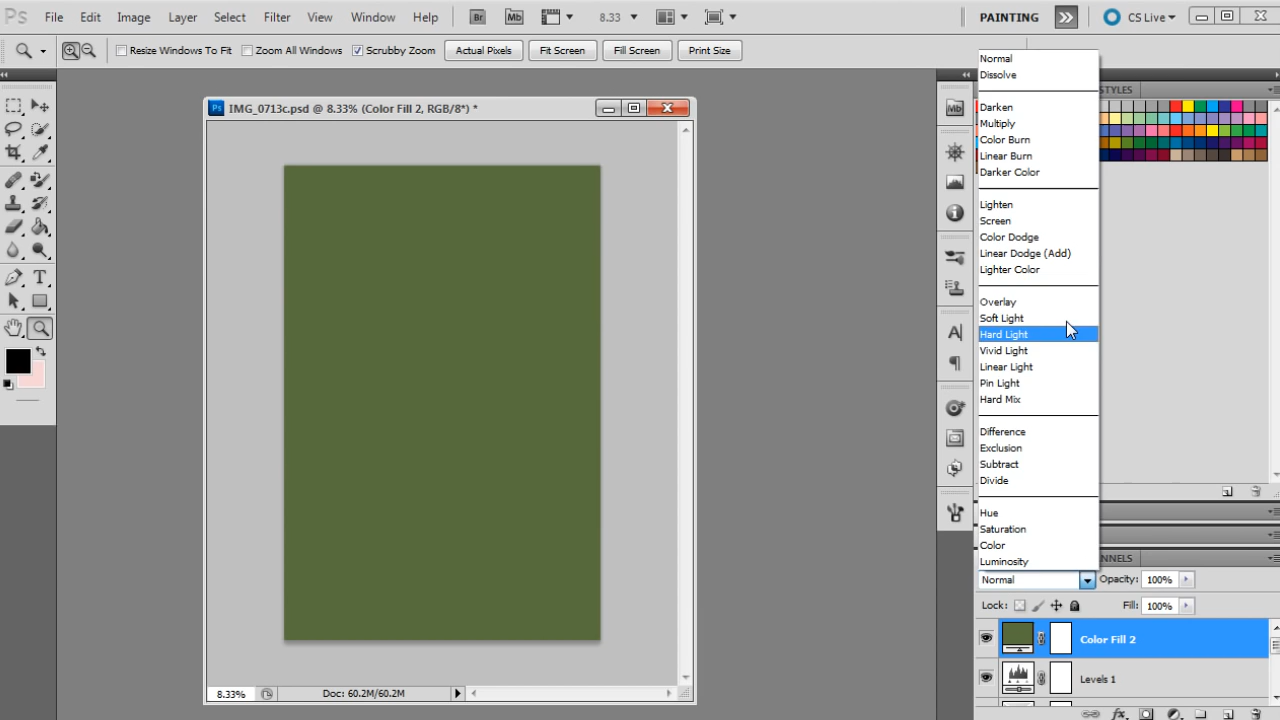 Ps File Edit Image Layer Select Filter View Window Help Br Mb 8.33 PAINTING CS Live
Resize Windows To Fit Zoom All Windows Scrubby Zoom Actual Pixels Fit Screen Fill Screen Print Size
Ps IMG_0713c.psd @ 8.33% (Color Fill 2, RGB/8*) *
8.33% Doc: 60.2M/60.2M
Mb
T
A
Normal
Dissolve
Darken
Multiply
Color Burn
Linear Burn
Darker Color
Lighten
Screen
Color Dodge
Linear Dodge (Add)
Lighter Color
Overlay
Soft Light
Hard Light
Vivid Light
Linear Light
Pin Light
Hard Mix
Difference
Exclusion
Subtract
Divide
Hue
Saturation
Color
Luminosity
NNELS
Normal Opacity: 100%
Lock: Fill: 100%
Color Fill 2
Levels 1
fx